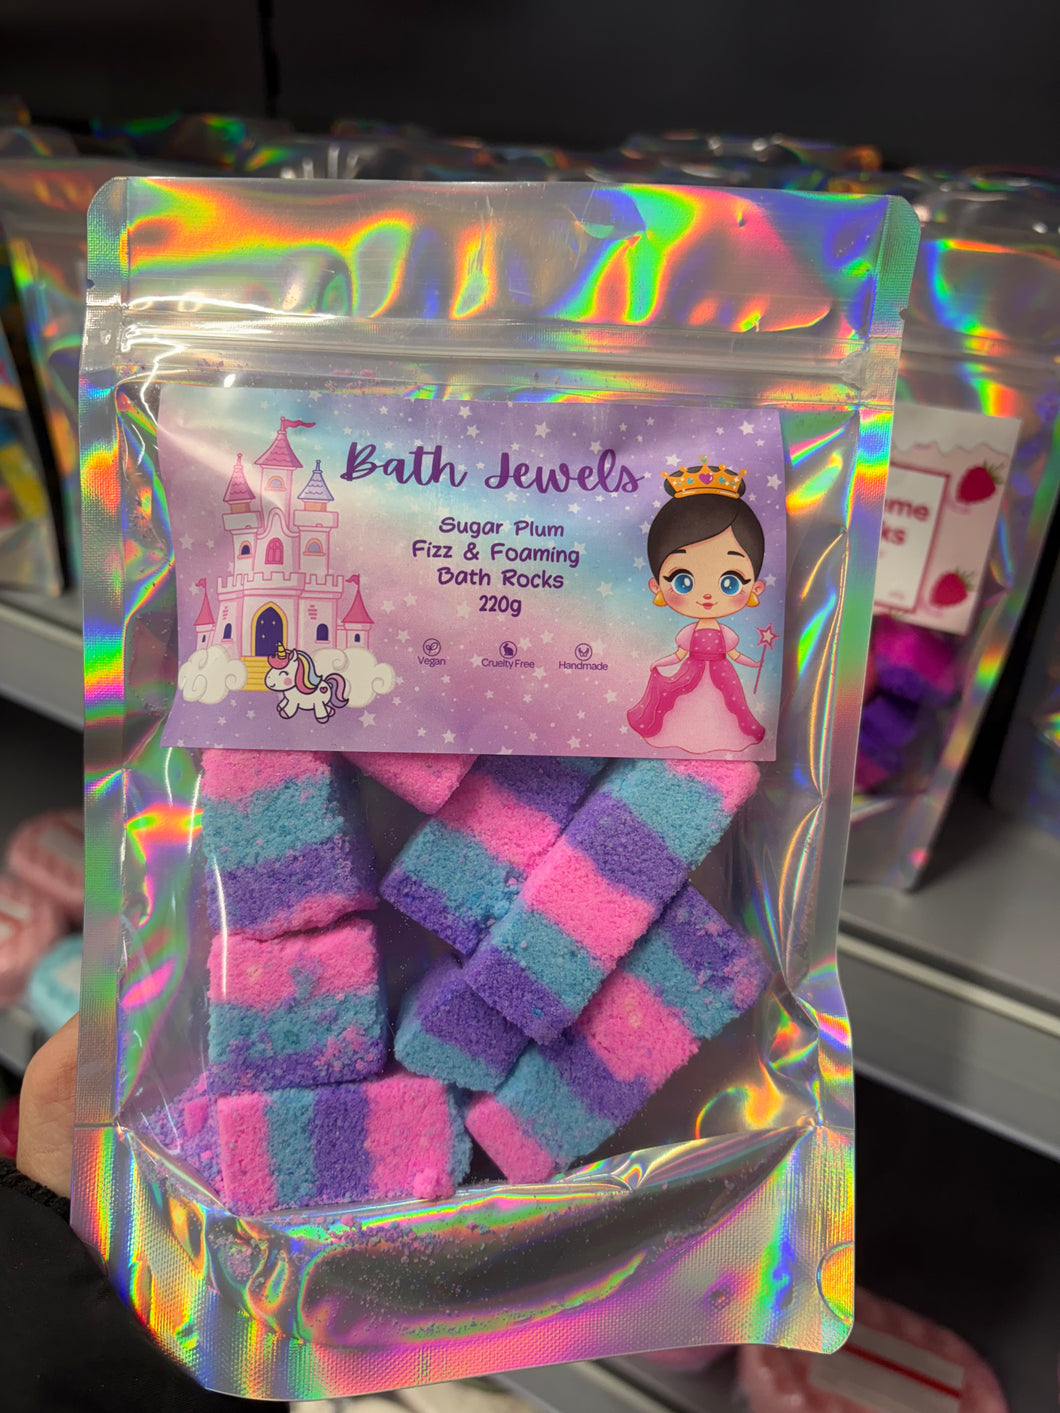 Bath Jewels
Sugar Plum
Fizz & Foaming
Bath Rocks
220g
Vegan
Cruelty Free
Handmade